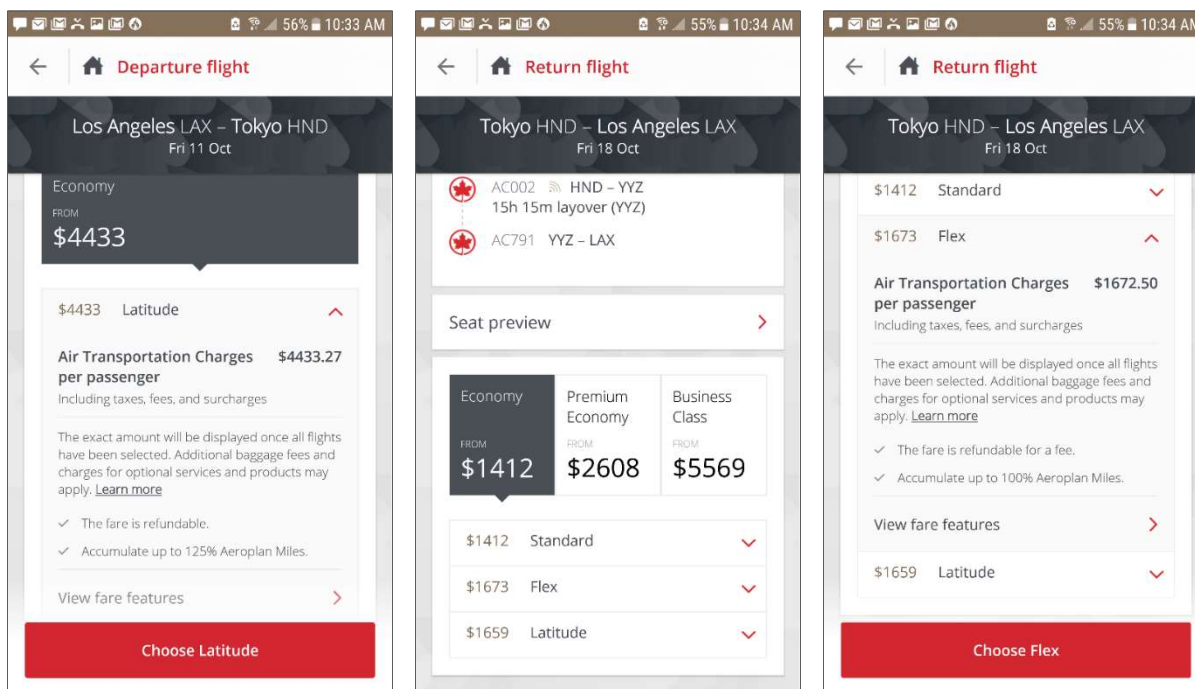 56% 10:33 AM
Departure flight
Los Angeles LAX – Tokyo HND
Fri 11 Oct
Economy
FROM
$4433
$4433 Latitude
Air Transportation Charges $4433.27
per passenger
Including taxes, fees, and surcharges
The exact amount will be displayed once all flights
have been selected. Additional baggage fees and
charges for optional services and products may
apply. Learn more
The fare is refundable.
Accumulate up to 125% Aeroplan Miles.
View fare features
Choose Latitude
55% 10:34 AM
Return flight
Tokyo HND – Los Angeles LAX
Fri 18 Oct
AC002 HND – YYZ
15h 15m layover (YYZ)
AC791 YYZ – LAX
Seat preview
Economy
FROM
$1412
Premium
Economy
FROM
$2608
Business
Class
FROM
$5569
$1412 Standard
$1673 Flex
$1659 Latitude
55% 10:34 AM
Return flight
Tokyo HND – Los Angeles LAX
Fri 18 Oct
$1412 Standard
$1673 Flex
Air Transportation Charges $1672.50
per passenger
Including taxes, fees, and surcharges
The exact amount will be displayed once all flights
have been selected. Additional baggage fees and
charges for optional services and products may
apply. Learn more
The fare is refundable for a fee.
Accumulate up to 100% Aeroplan Miles.
View fare features
$1659 Latitude
Choose Flex